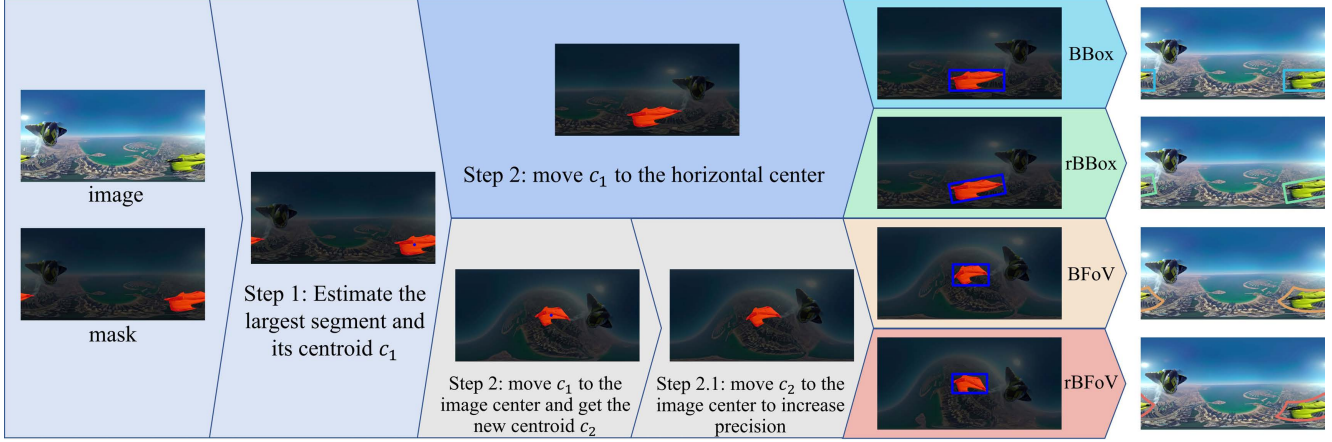 image
mask
Step 1: Estimate the
largest segment and
its centroid c₁
Step 2: move c₁ to the horizontal center
Step 2: move c₁ to the
image center and get the
new centroid c₂
Step 2.1: move c₂ to the
image center to increase
precision
BBox
rBBox
BFoV
rBFoV